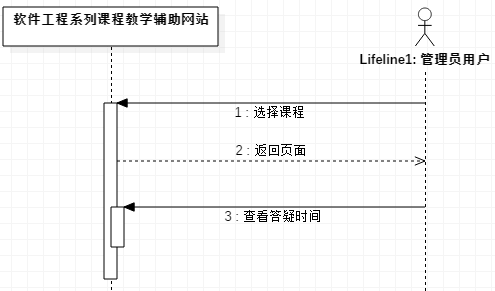 软件工程系列课程教学辅助网站
Lifeline1: 管理员用户
1 : 选择课程
2 : 返回页面
3 : 查看答疑时间